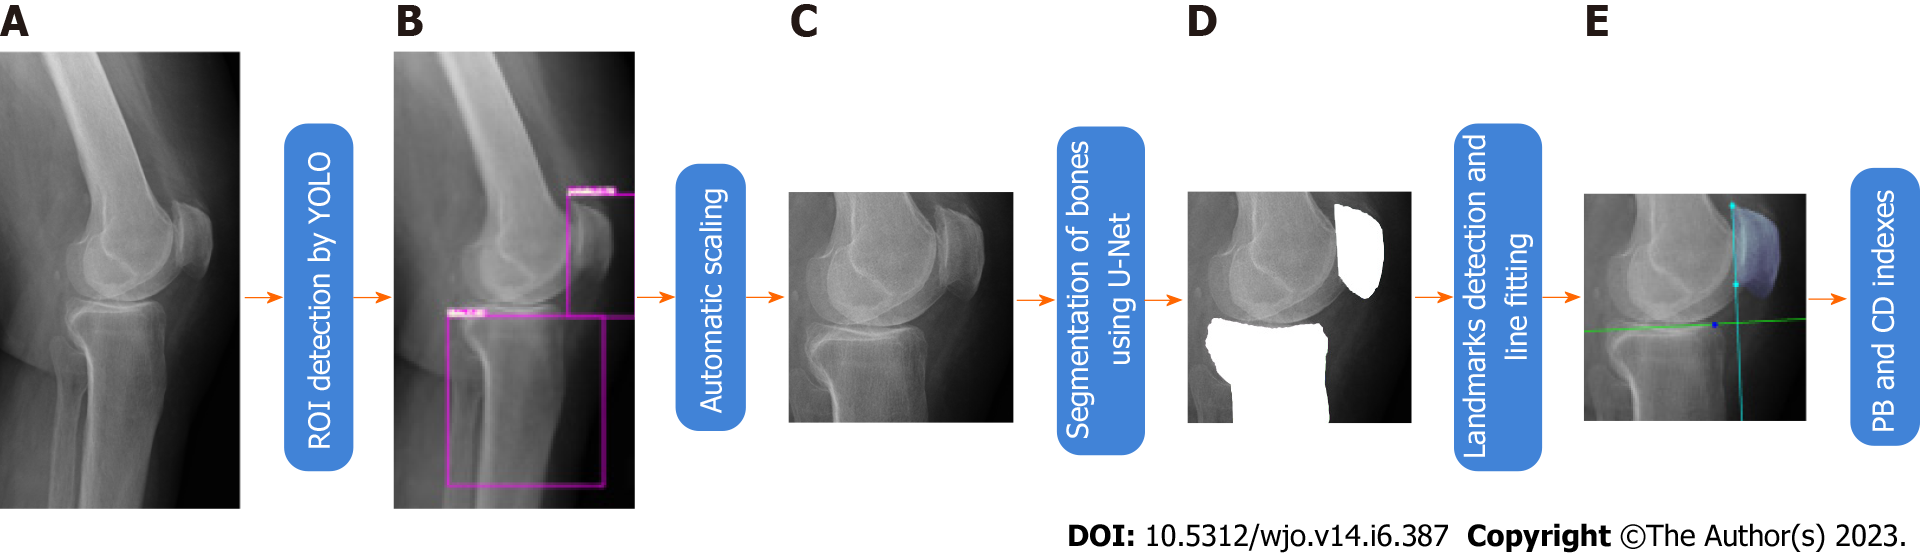 A
B
C
D
E
ROI detection by YOLO
Automatic scaling
Segmentation of bones
using U-Net
Landmarks detection and
line fitting
PB and CD indexes
DOI: 10.5312/wjo.v14.i6.387 Copyright ©The Author(s) 2023.